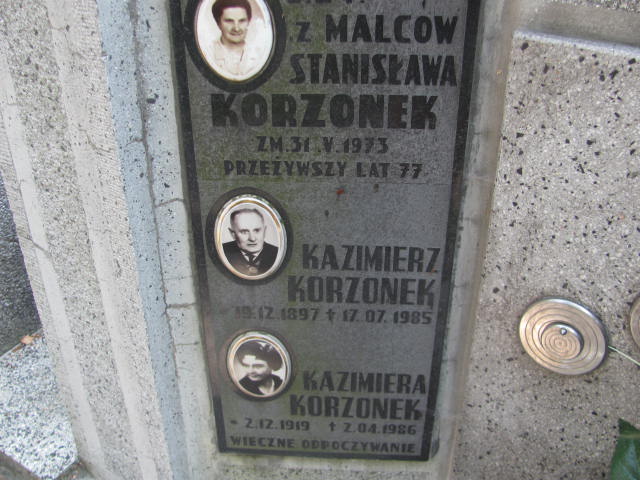 z MALCÓW
STANISŁAWA
KORZONEK
ZM. 31. V. 1973
PRZEŻYWSZY LAT 77
KAZIMIERZ
KORZONEK
* 19.12.1897 † 17.07.1985
KAZIMIERA
KORZONEK
* 2.12.1919 † 2.04.1986
WIECZNE ODPOCZYWANIE